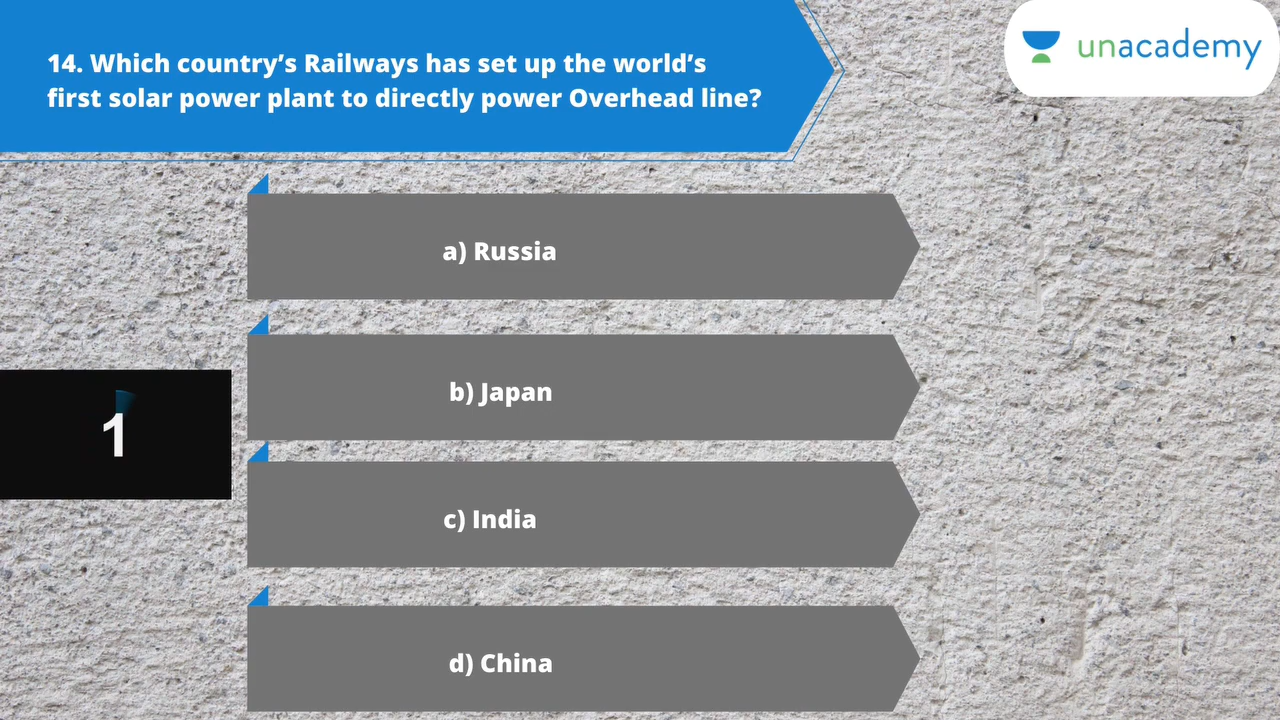 14. Which country’s Railways has set up the world’s
first solar power plant to directly power Overhead line?
unacademy
a) Russia
b) Japan
1
c) India
d) China